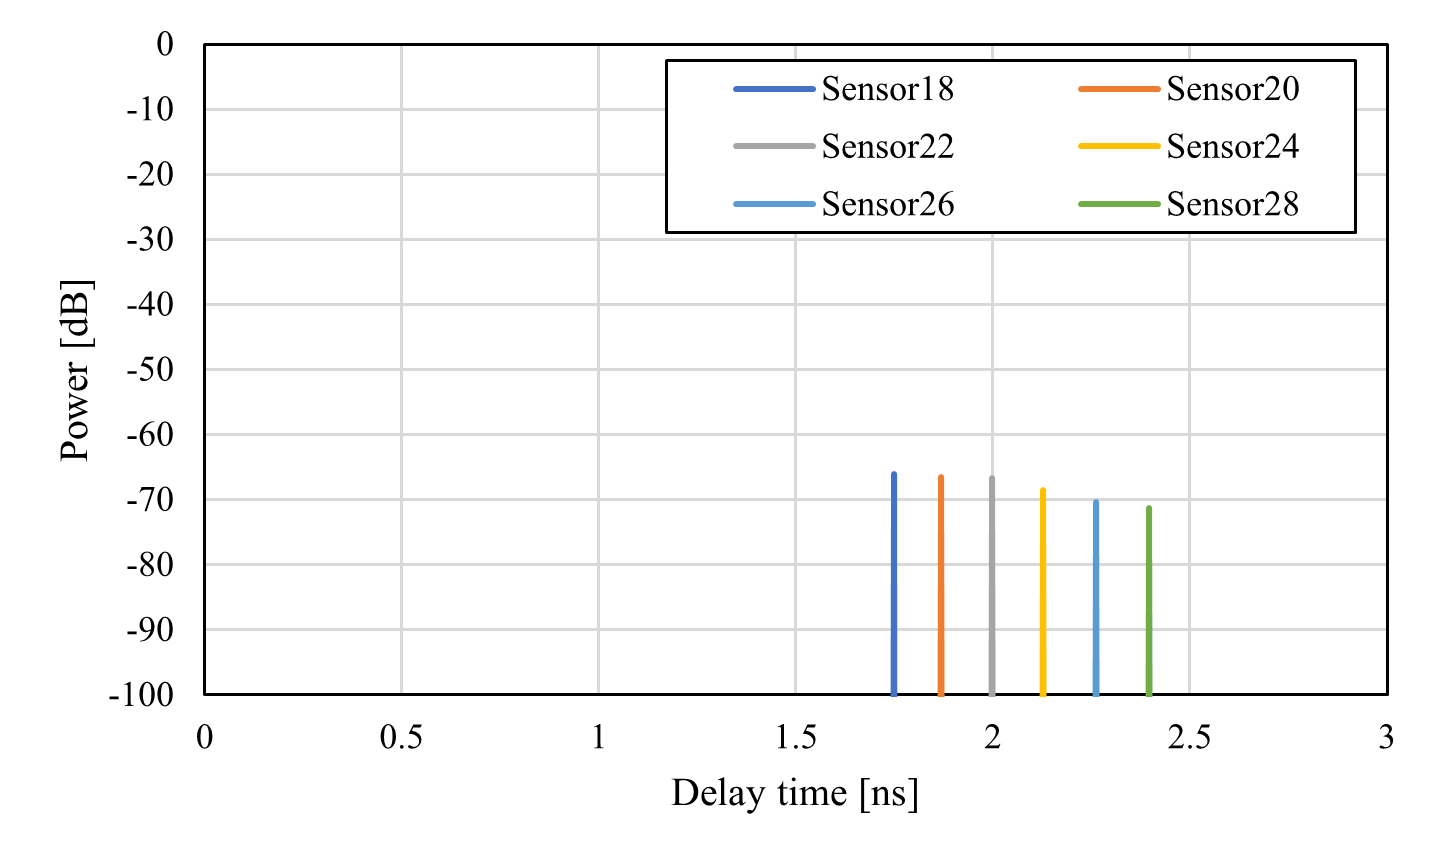 0
-10
-20
-30
-40
-50
-60
-70
-80
-90
-100
Power [dB]
Sensor18 Sensor20
Sensor22 Sensor24
Sensor26 Sensor28
0 0.5 1 1.5 2 2.5 3
Delay time [ns]